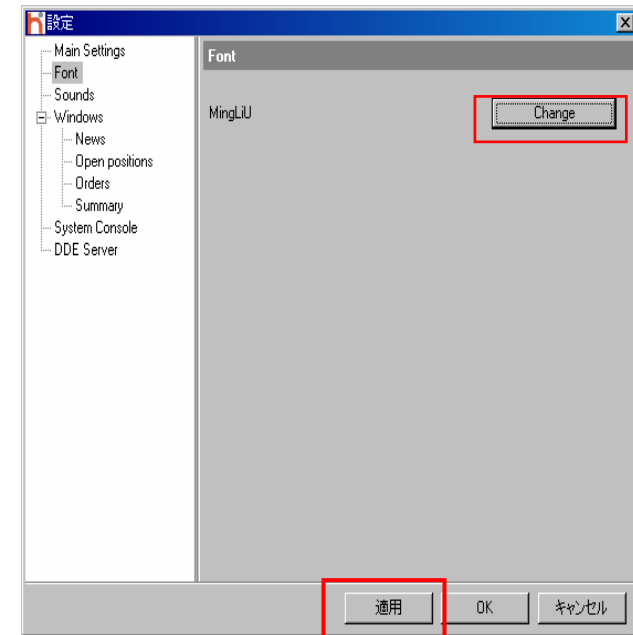 設定
Main Settings
Font
Sounds
Windows
News
Open positions
Orders
Summary
System Console
DDE Server
Font
MingLiU
Change
適用
OK
キャンセル